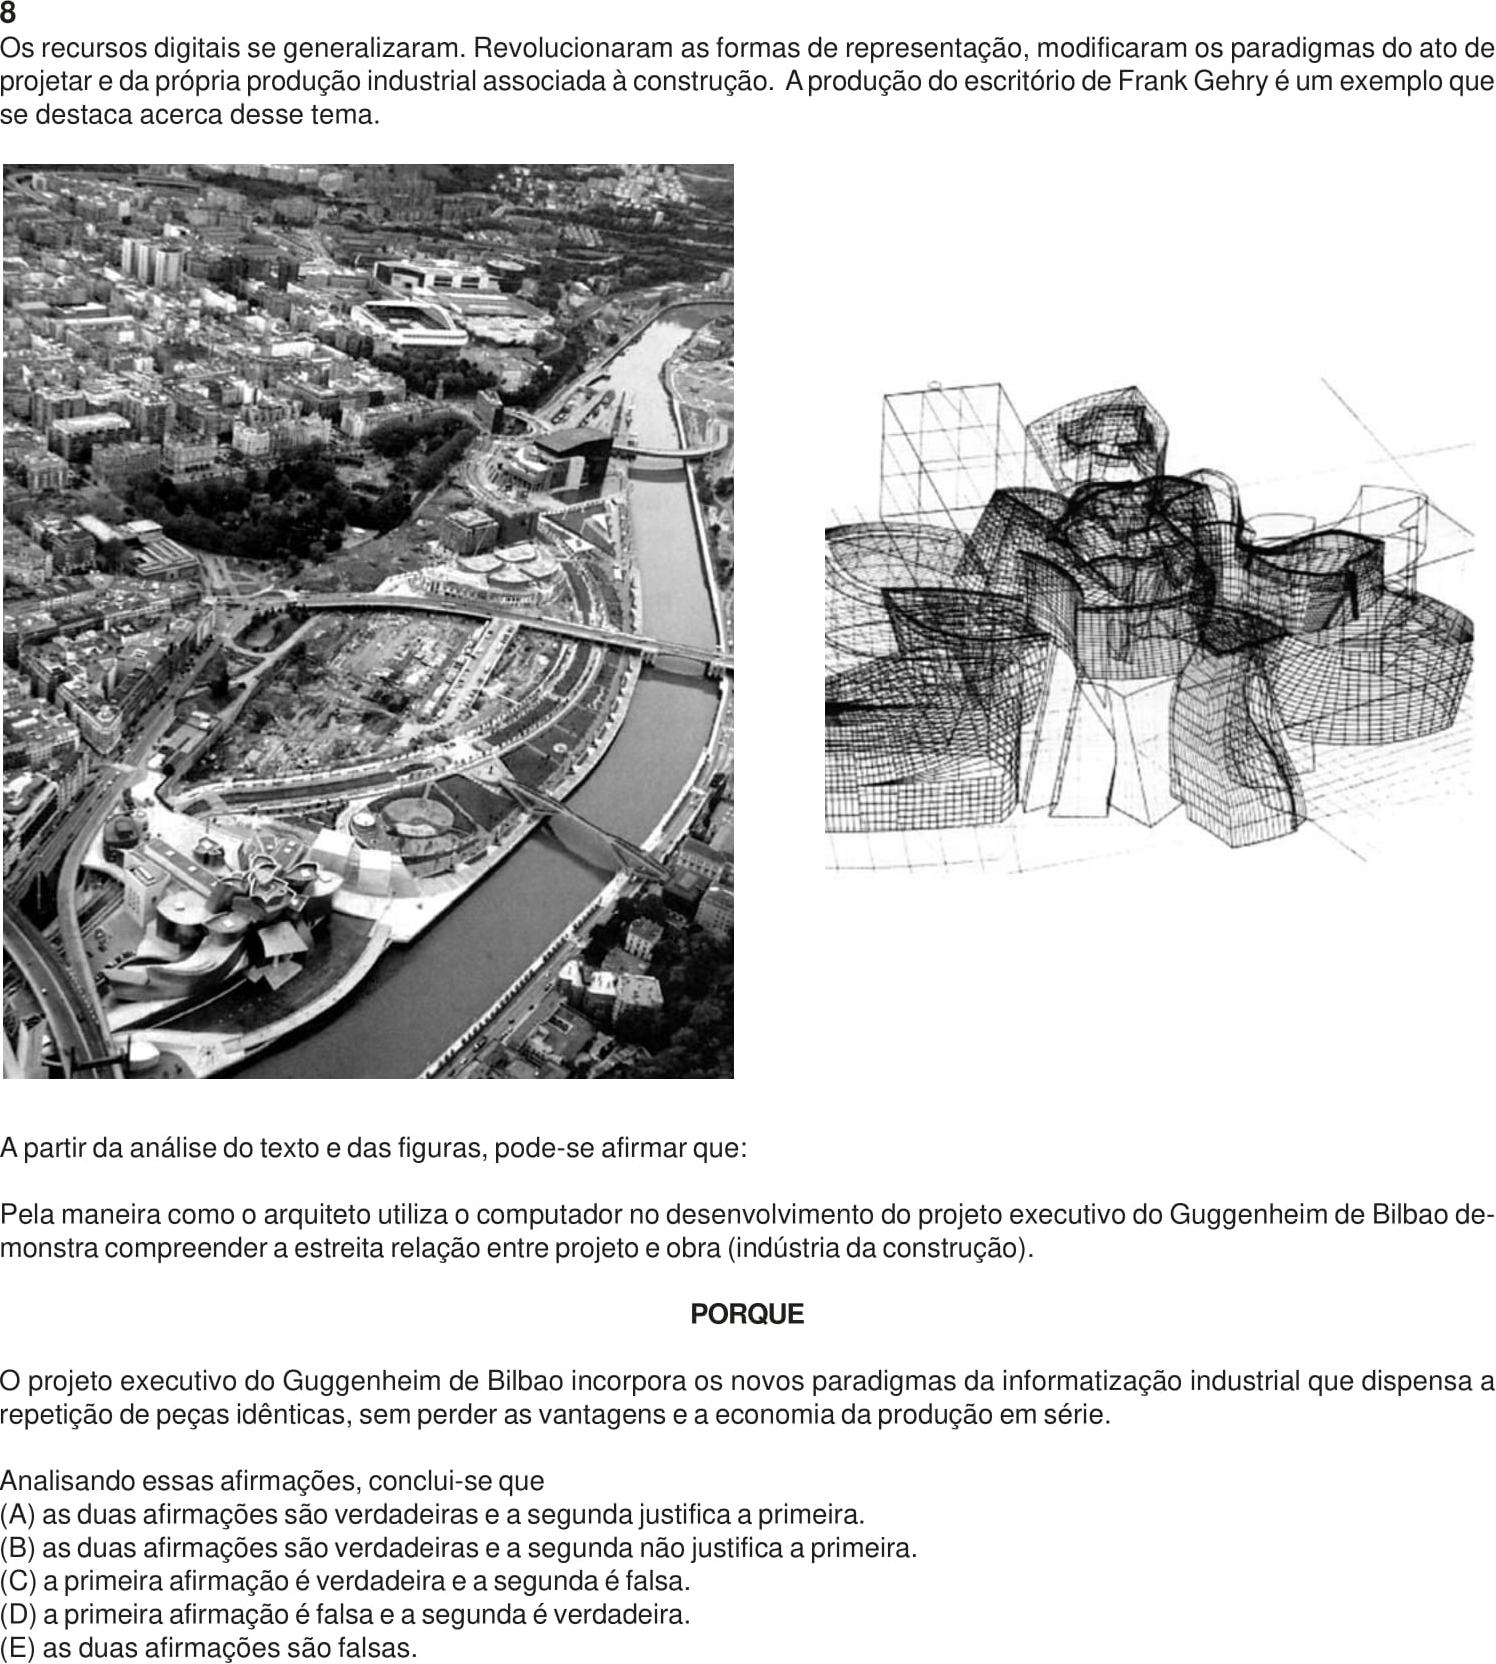 8
Os recursos digitais se generalizaram. Revolucionaram as formas de representação, modificaram os paradigmas do ato de
projetar e da própria produção industrial associada à construção. A produção do escritório de Frank Gehry é um exemplo que
se destaca acerca desse tema.
A partir da análise do texto e das figuras, pode-se afirmar que:
Pela maneira como o arquiteto utiliza o computador no desenvolvimento do projeto executivo do Guggenheim de Bilbao de-
monstra compreender a estreita relação entre projeto e obra (indústria da construção).
PORQUE
O projeto executivo do Guggenheim de Bilbao incorpora os novos paradigmas da informatização industrial que dispensa a
repetição de peças idênticas, sem perder as vantagens e a economia da produção em série.
Analisando essas afirmações, conclui-se que
(A) as duas afirmações são verdadeiras e a segunda justifica a primeira.
(B) as duas afirmações são verdadeiras e a segunda não justifica a primeira.
(C) a primeira afirmação é verdadeira e a segunda é falsa.
(D) a primeira afirmação é falsa e a segunda é verdadeira.
(E) as duas afirmações são falsas.